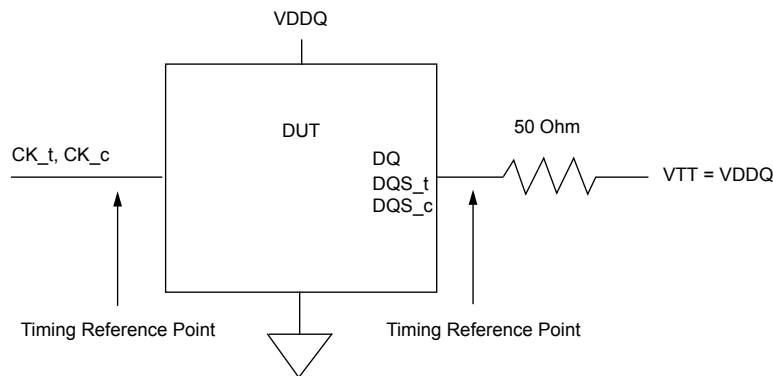 VDDQ
DUT
50 Ohm
CK_t, CK_c
DQ
DQS_t
DQS_c
VTT = VDDQ
Timing Reference Point
Timing Reference Point